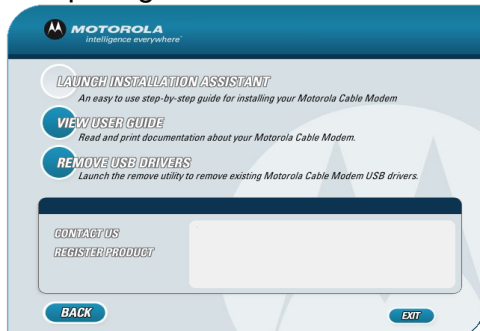 MOTOROLA
intelligence everywhere™
LAUNCH INSTALLATION ASSISTANT
An easy to use step-by-step guide for installing your Motorola Cable Modem
VIEW USER GUIDE
Read and print documentation about your Motorola Cable Modem.
REMOVE USB DRIVERS
Launch the remove utility to remove existing Motorola Cable Modem USB drivers.
CONTACT US
REGISTER PRODUCT
BACK
EXIT